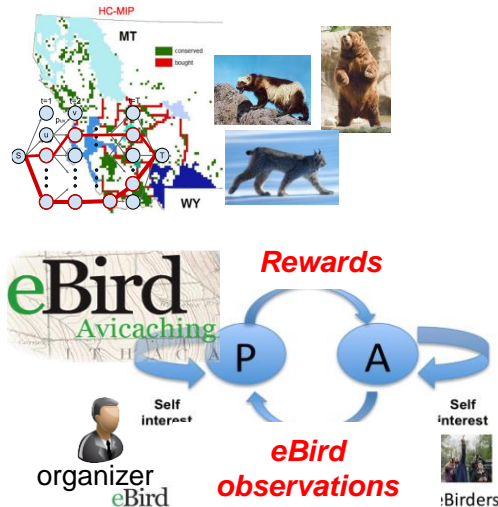 HC-MIP
MT
conserved
bought
t=1
t=2
v
u
S
T
WY
Rewards
eBird
Avicaching
I T H A C A
P
A
Self
interest
Self
interest
organizer
eBird
eBird
observations
eBirders